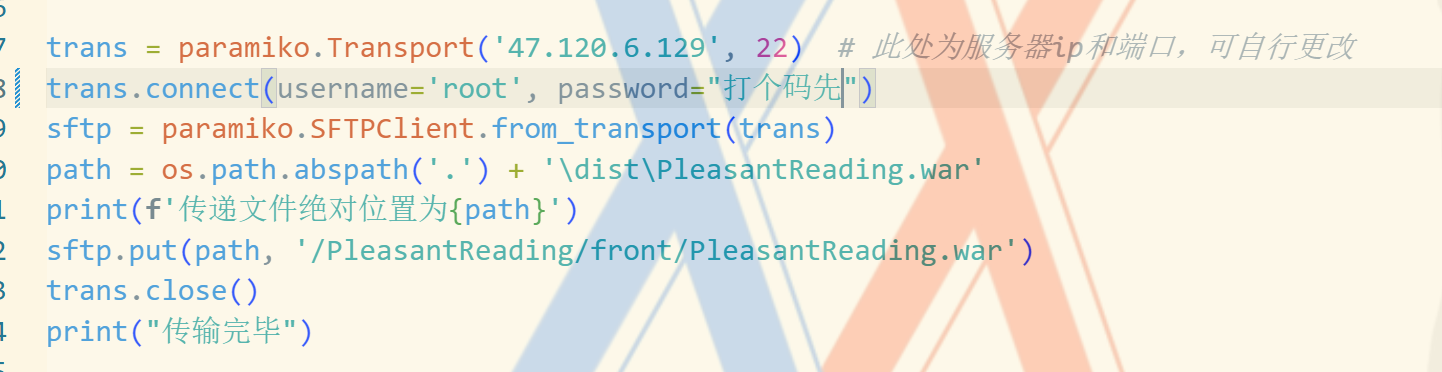 trans = paramiko.Transport('47.120.6.129', 22)  # 此处为服务器ip和端口，可自行更改
trans.connect(username='root', password="打个码先")
sftp = paramiko.SFTPClient.from_transport(trans)
path = os.path.abspath('.') + '\dist\PleasantReading.war'
print(f'传递文件绝对位置为{path}')
sftp.put(path, '/PleasantReading/front/PleasantReading.war')
trans.close()
print("传输完毕")